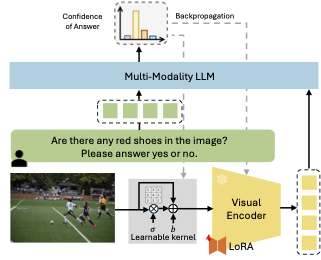 Confidence
of Answer
Backpropagation
Multi-Modality LLM
Are there any red shoes in the image?
Please answer yes or no.
σ
b
Learnable kernel
Visual
Encoder
LoRA